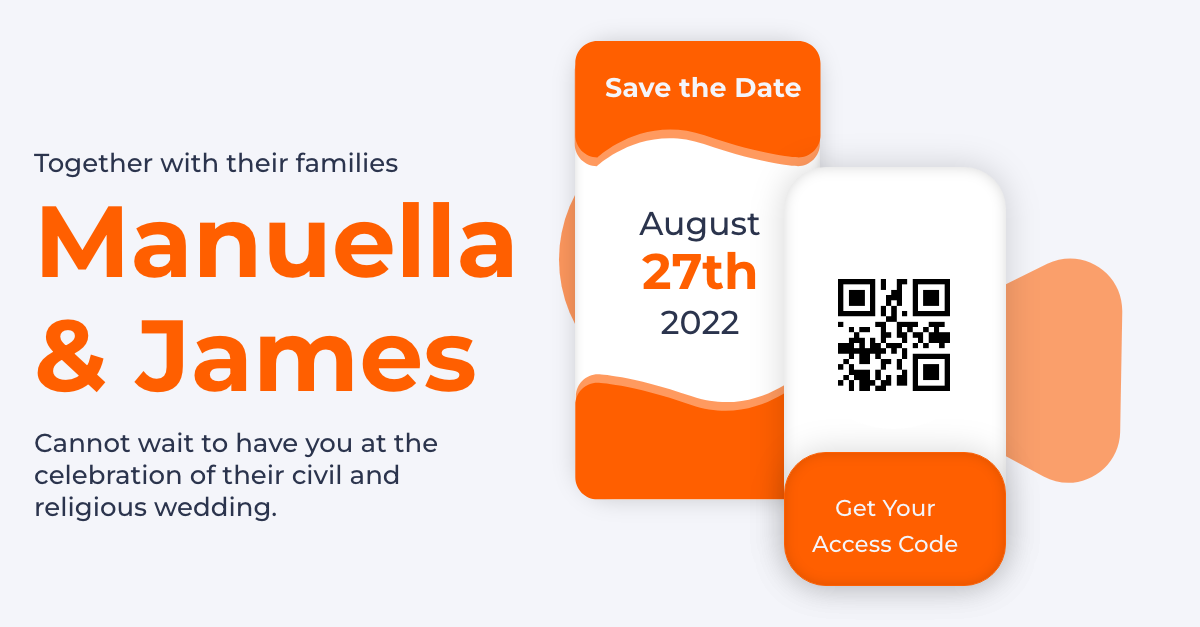 Together with their families
Manuella
& James
Cannot wait to have you at the
celebration of their civil and
religious wedding.
Save the Date
August
27th
2022
Get Your
Access Code